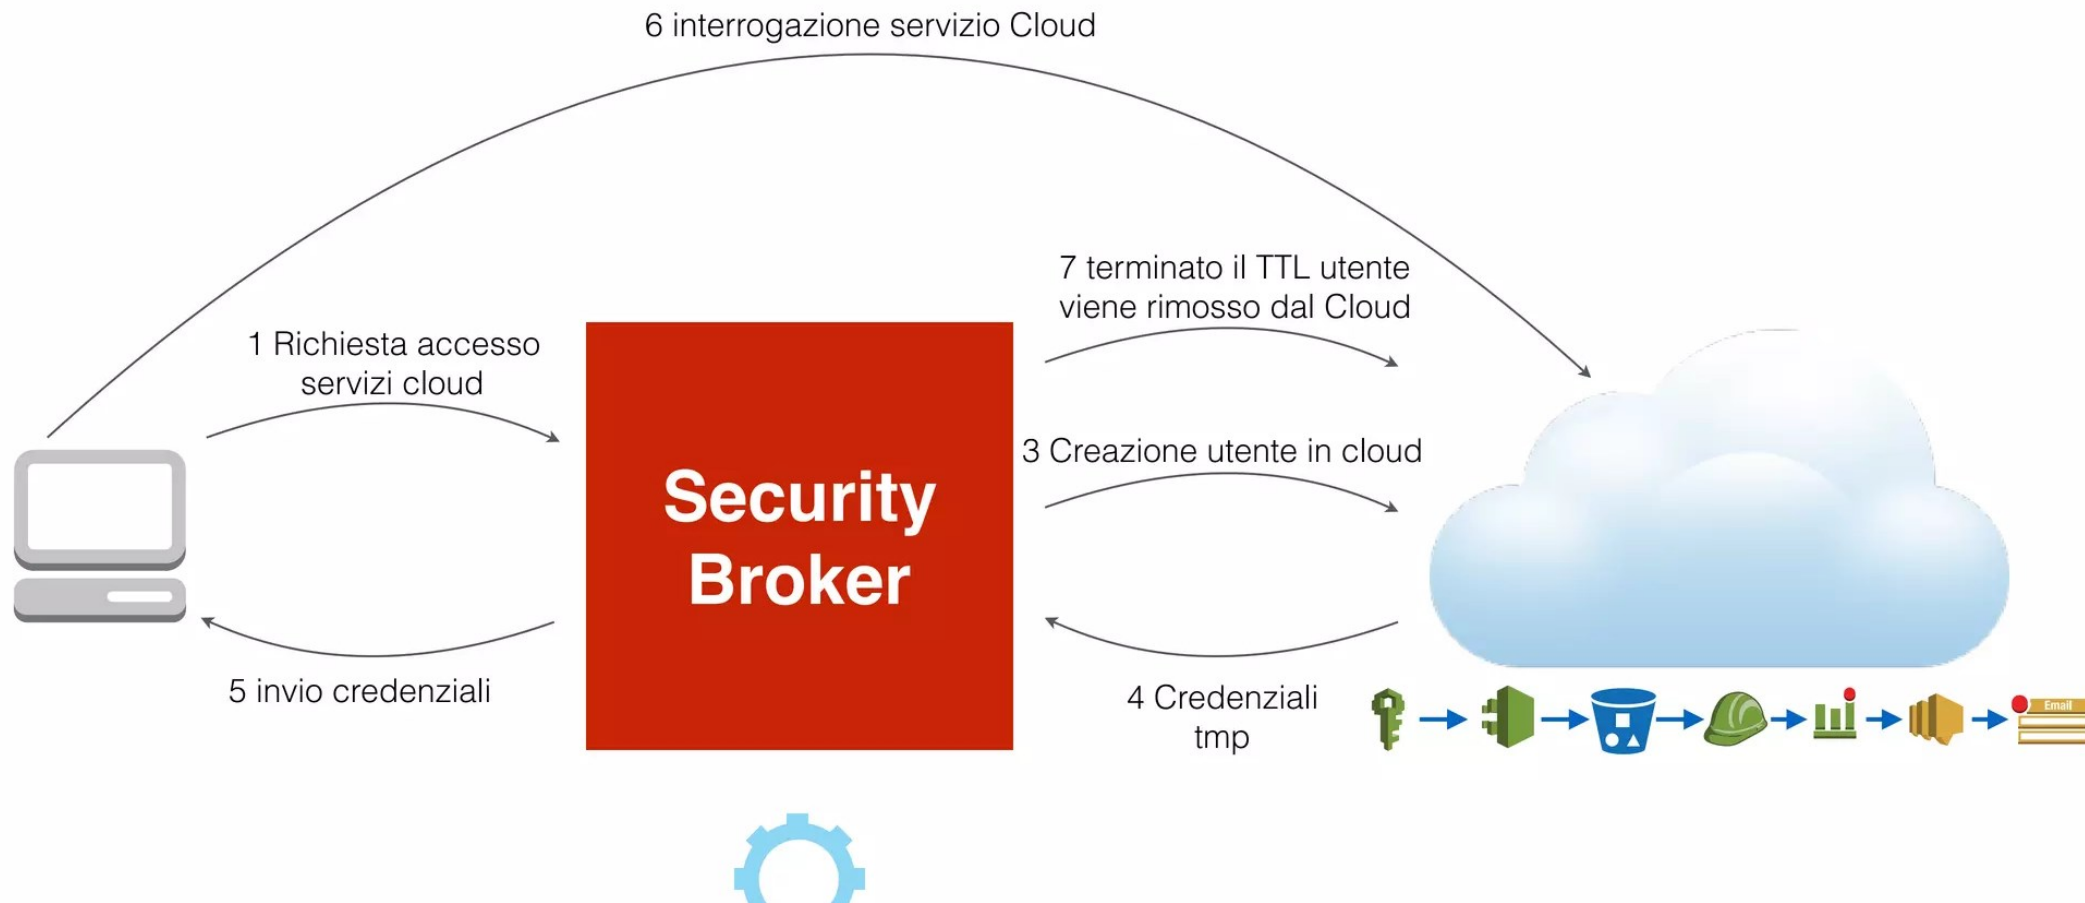 6 interrogazione servizio Cloud
7 terminato il TTL utente
viene rimosso dal Cloud
1 Richiesta accesso
servizi cloud
3 Creazione utente in cloud
Security
Broker
5 invio credenziali
4 Credenziali
tmp
Email